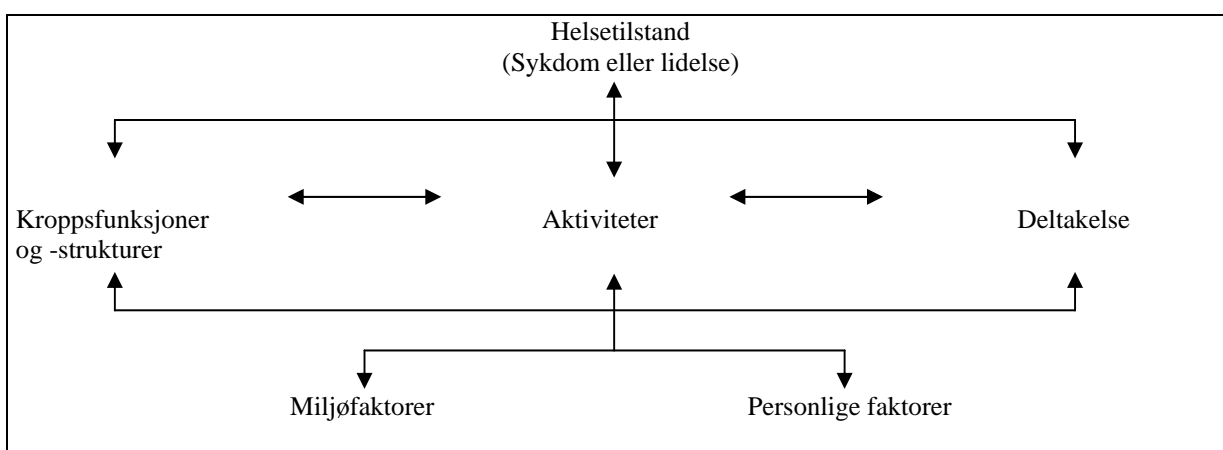 Helsetilstand
(Sykdom eller lidelse)
Kroppsfunksjoner
og -strukturer
Aktiviteter
Deltakelse
Miljøfaktorer
Personlige faktorer